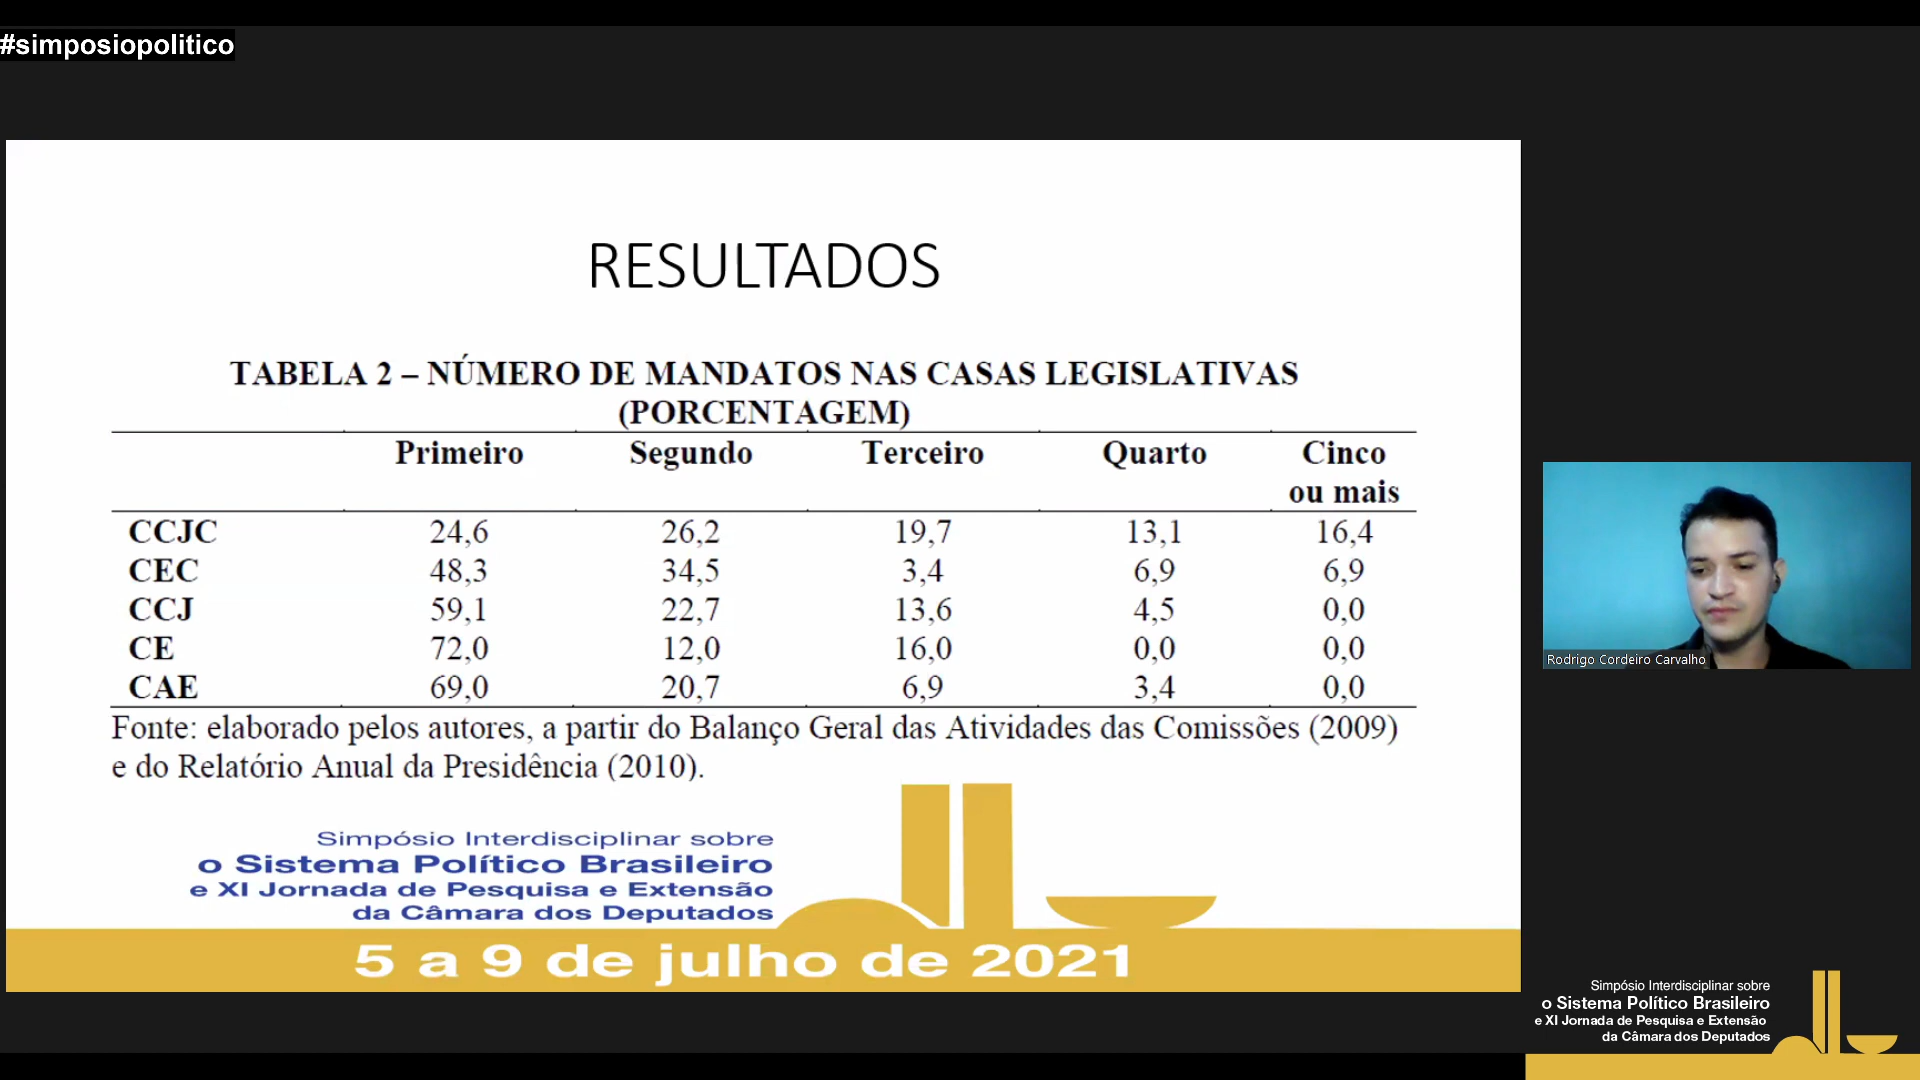 #simposiopolitico
RESULTADOS
TABELA 2 – NÚMERO DE MANDATOS NAS CASAS LEGISLATIVAS
(PORCENTAGEM)
Primeiro Segundo Terceiro Quarto Cinco
ou mais
CCJC 24,6 26,2 19,7 13,1 16,4
CEC 48,3 34,5 3,4 6,9 6,9
CCJ 59,1 22,7 13,6 4,5 0,0
CE 72,0 12,0 16,0 0,0 0,0
CAE 69,0 20,7 6,9 3,4 0,0
Fonte: elaborado pelos autores, a partir do Balanço Geral das Atividades das Comissões (2009)
e do Relatório Anual da Presidência (2010).
Simpósio Interdisciplinar sobre
o Sistema Político Brasileiro
e XI Jornada de Pesquisa e Extensão
da Câmara dos Deputados
5 a 9 de julho de 2021
Rodrigo Cordeiro Carvalho
Simpósio Interdisciplinar sobre
o Sistema Político Brasileiro
e XI Jornada de Pesquisa e Extensão
da Câmara dos Deputados